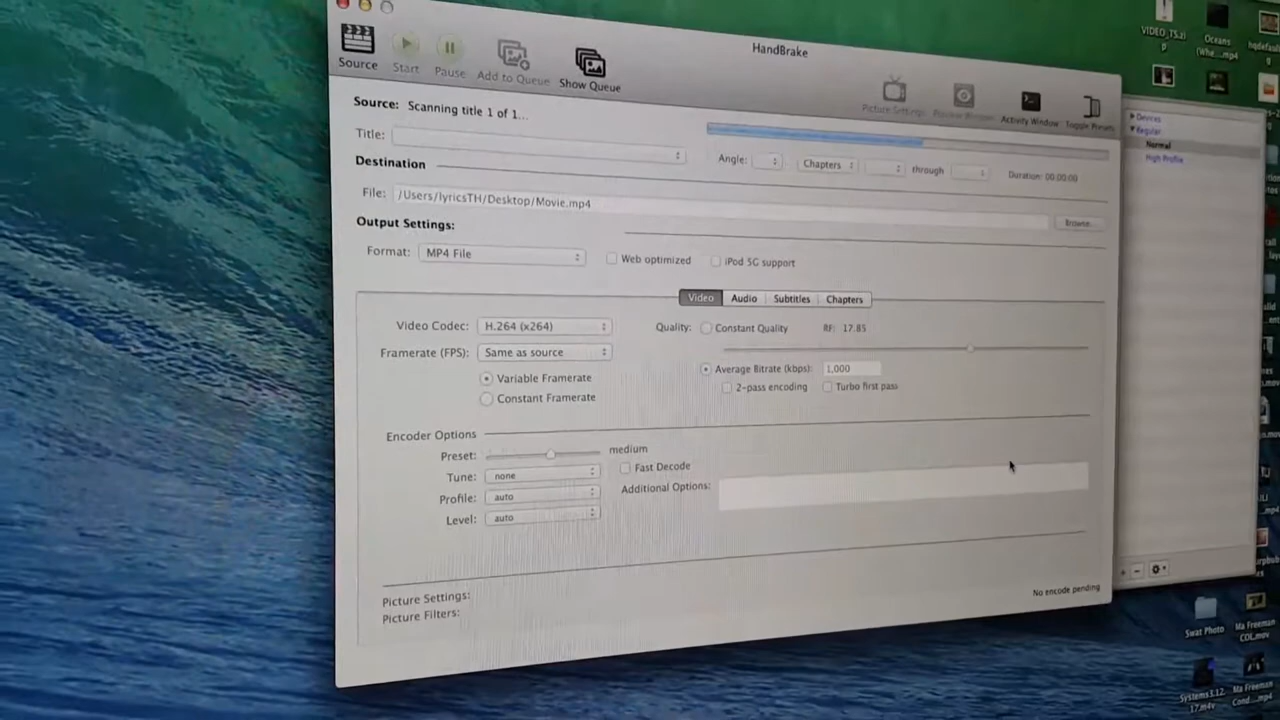 HandBrake
Source
Start
Pause
Add to Queue
Show Queue
Picture Settings
Preview Window
Activity Window
Toggle Presets
Source: Scanning title 1 of 1...
Title:
Angle:
Chapters
through
Duration: 00:00:00
Destination
File: /Users/lyricsTH/Desktop/Movie.mp4
Browse...
Output Settings:
Format: MP4 File
Web optimized
iPod 5G support
Video
Audio
Subtitles
Chapters
Video Codec: H.264 (x264)
Quality: Constant Quality
RF: 17.85
Framerate (FPS): Same as source
Variable Framerate
Constant Framerate
Average Bitrate (kbps): 1,000
2-pass encoding
Turbo first pass
Encoder Options
Preset: medium
Tune: none
Fast Decode
Profile: auto
Additional Options:
Level: auto
Picture Settings:
Picture Filters:
No encode pending
Devices
Regular
Normal
High Profile
VIDEO_TS.zi
p
Oceans
(Whe...mp4
Swat Photo
Ma Freeman
COL.mov
Systems3.12.
17.m4v
Ma Freeman
Cond...mp4